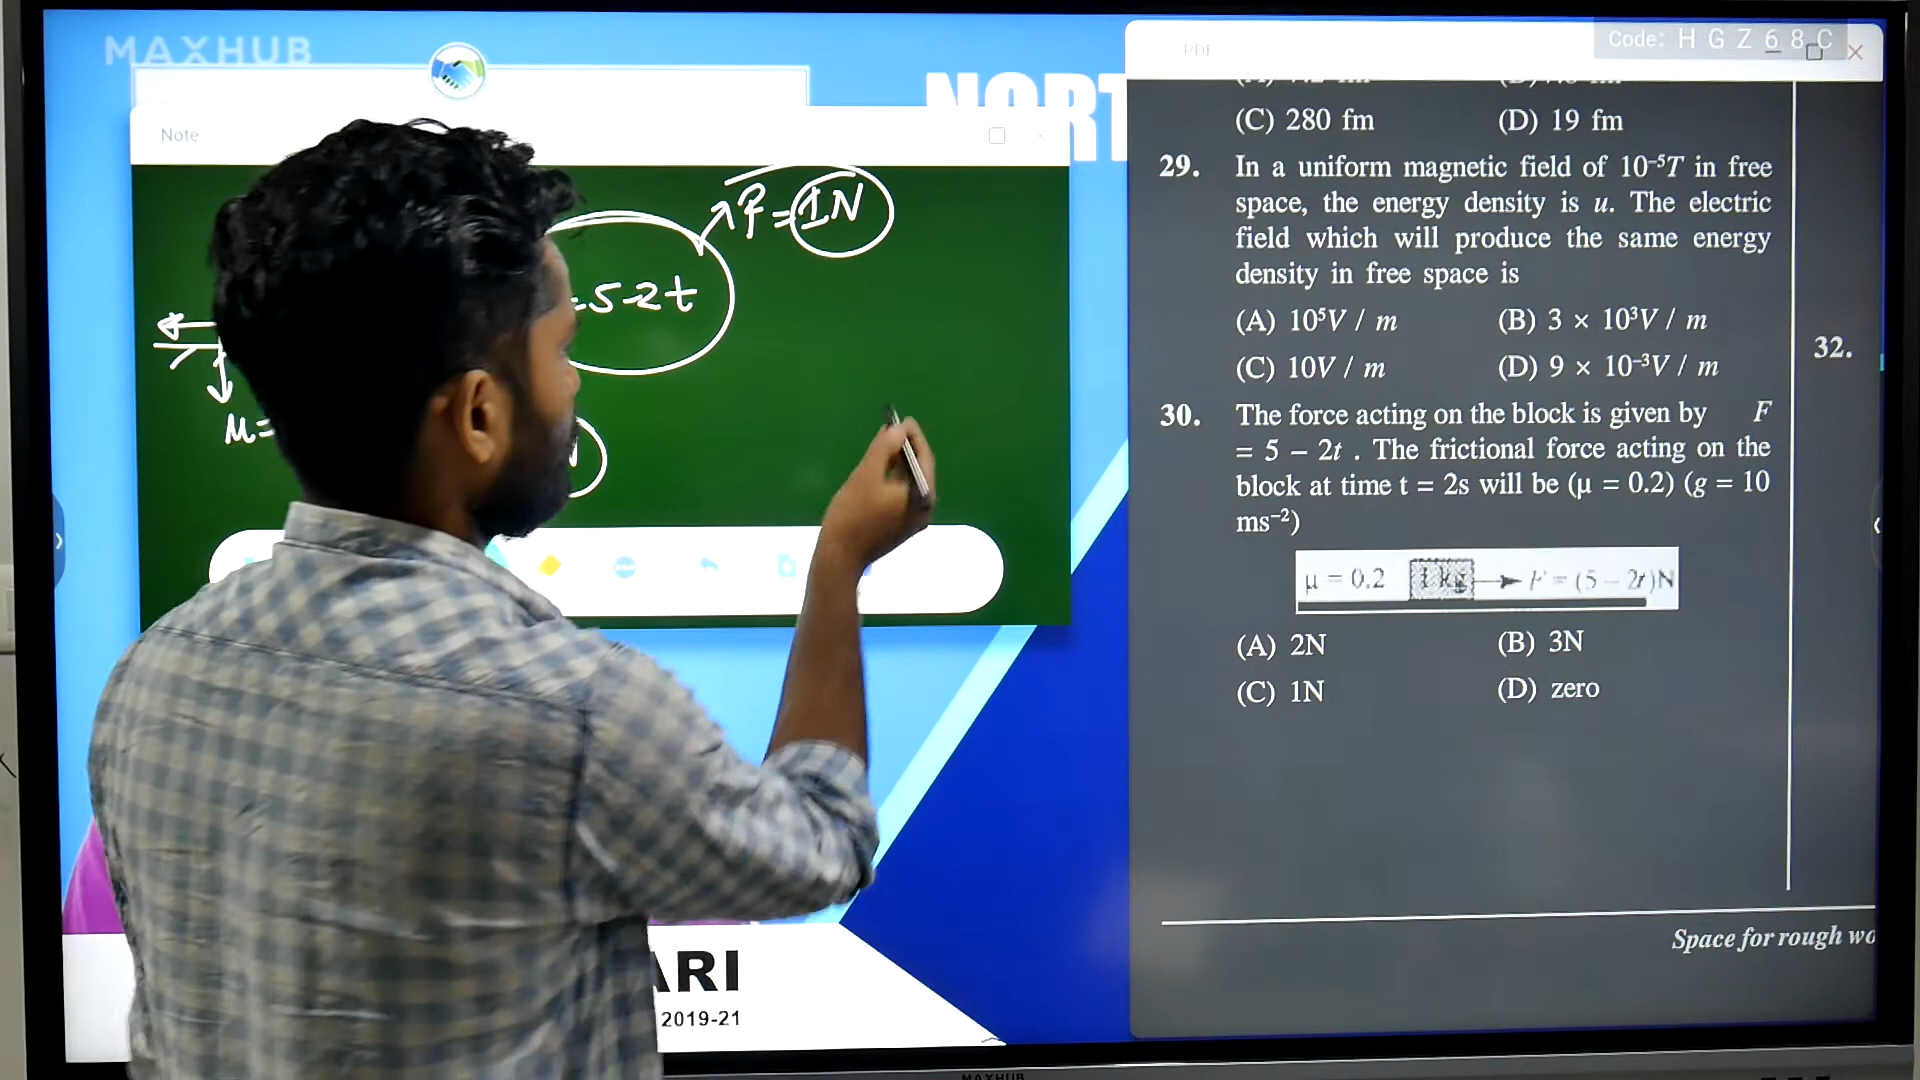 MAXHUB
Note
F = 1N
= 5-2t
μ =
ARI
2019-21
NORT
PDF
Code: H G Z 6 8 C
(C) 280 fm (D) 19 fm
29. In a uniform magnetic field of 10⁻⁵T in free
space, the energy density is u. The electric
field which will produce the same energy
density in free space is
(A) 10⁵V / m (B) 3 × 10³V / m
(C) 10V / m (D) 9 × 10⁻³V / m
30. The force acting on the block is given by F
= 5 – 2t . The frictional force acting on the
block at time t = 2s will be (μ = 0.2) (g = 10
ms⁻²)
μ = 0.2 1 kg F = (5 – 2t)N
(A) 2N (B) 3N
(C) 1N (D) zero
32.
Space for rough wo
MAXHUB